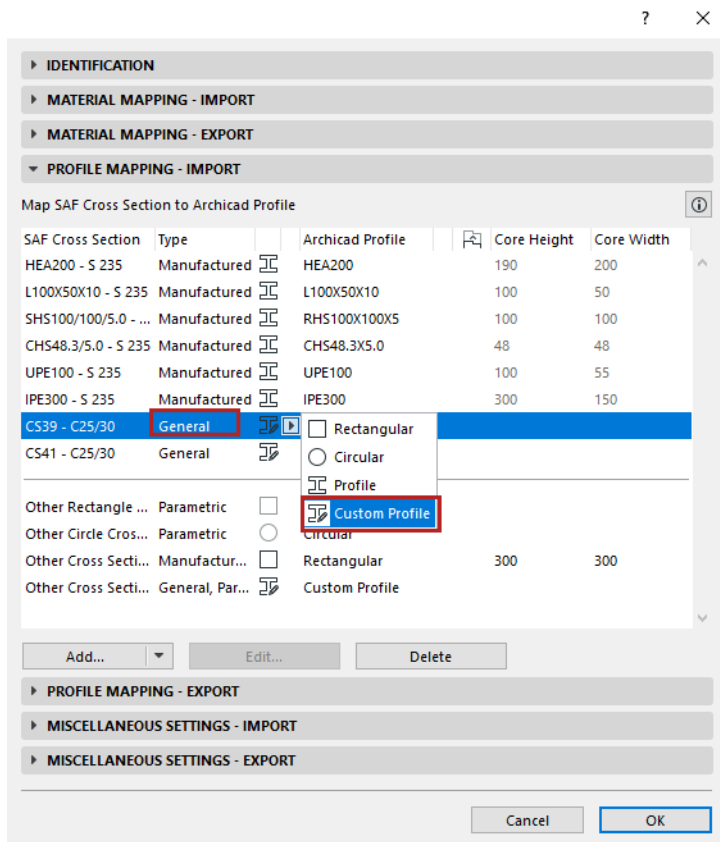 ?
IDENTIFICATION
MATERIAL MAPPING - IMPORT
MATERIAL MAPPING - EXPORT
PROFILE MAPPING - IMPORT
Map SAF Cross Section to Archicad Profile
SAF Cross Section Type Archicad Profile Core Height Core Width
HEA200 - S 235 Manufactured HEA200 190 200
L100X50X10 - S 235 Manufactured L100X50X10 100 50
SHS100/100/5.0 - ... Manufactured RHS100X100X5 100 100
CHS48.3/5.0 - S 235 Manufactured CHS48.3X5.0 48 48
UPE100 - S 235 Manufactured UPE100 100 55
IPE300 - S 235 Manufactured IPE300 300 150
CS39 - C25/30 General
CS41 - C25/30 General
Rectangular
Circular
Profile
Custom Profile
Other Rectangle ... Parametric
Other Circle Cros... Parametric Circular
Other Cross Secti... Manufactur... Rectangular 300 300
Other Cross Secti... General, Par... Custom Profile
Add... Edit... Delete
PROFILE MAPPING - EXPORT
MISCELLANEOUS SETTINGS - IMPORT
MISCELLANEOUS SETTINGS - EXPORT
Cancel OK